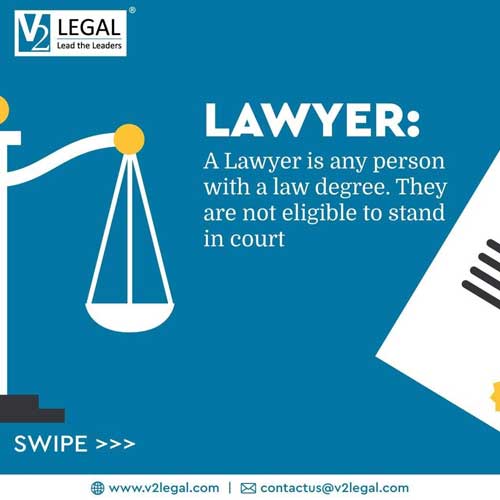 V2 LEGAL®
Lead the Leaders
LAWYER:
A Lawyer is any person
with a law degree. They
are not eligible to stand
in court
SWIPE >>>
www.v2legal.com | contactus@v2legal.com